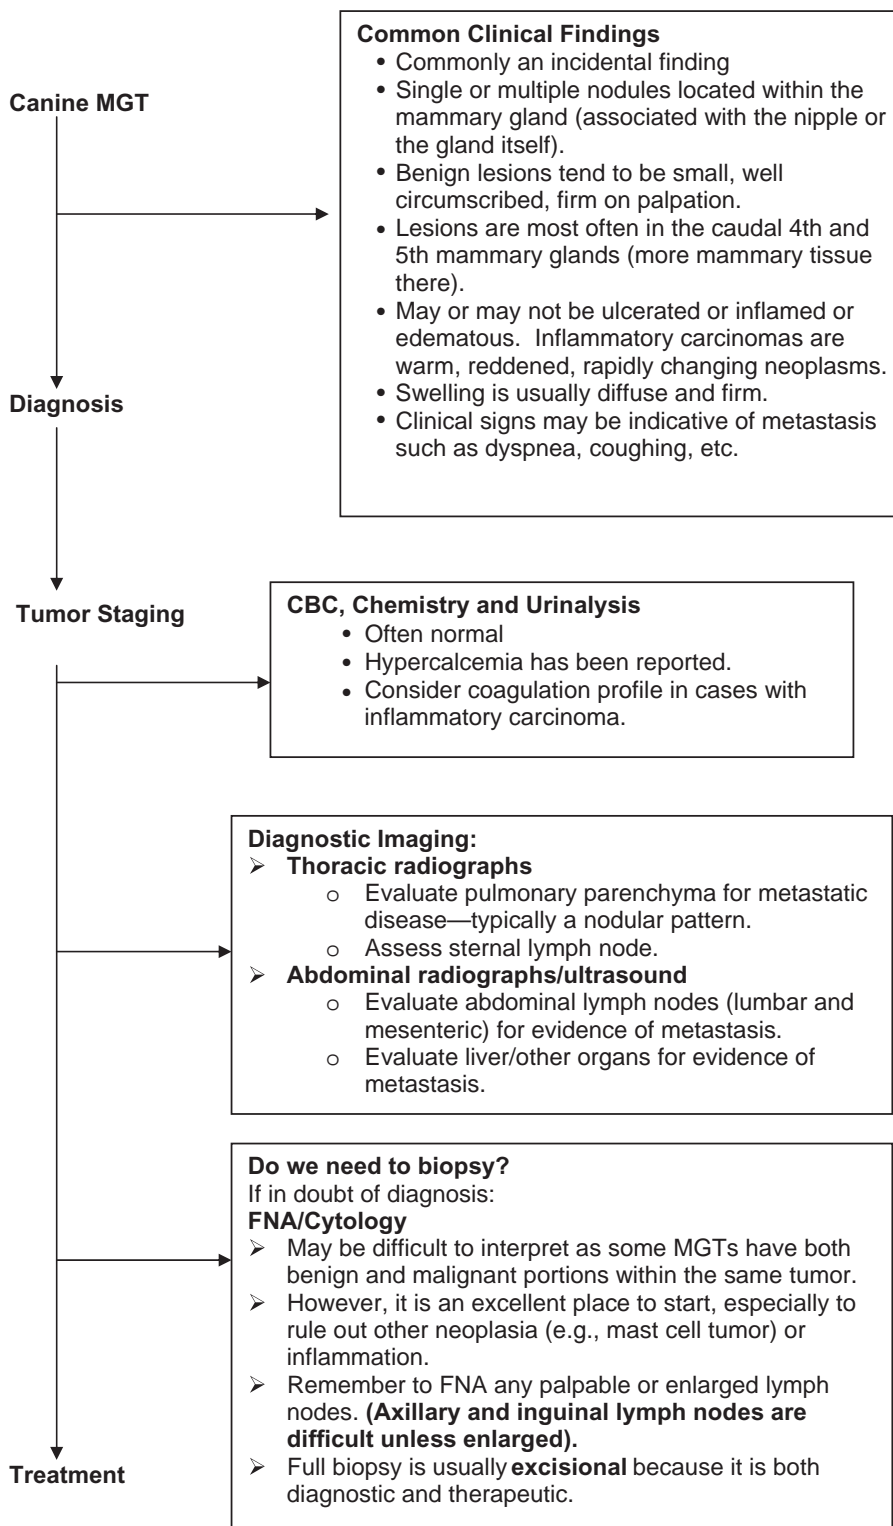 Canine MGT
Common Clinical Findings
• Commonly an incidental finding
• Single or multiple nodules located within the
mammary gland (associated with the nipple or
the gland itself).
• Benign lesions tend to be small, well
circumscribed, firm on palpation.
• Lesions are most often in the caudal 4th and
5th mammary glands (more mammary tissue
there).
• May or may not be ulcerated or inflamed or
edematous. Inflammatory carcinomas are
warm, reddened, rapidly changing neoplasms.
• Swelling is usually diffuse and firm.
• Clinical signs may be indicative of metastasis
such as dyspnea, coughing, etc.
Diagnosis
Tumor Staging
CBC, Chemistry and Urinalysis
• Often normal
• Hypercalcemia has been reported.
• Consider coagulation profile in cases with
inflammatory carcinoma.
Diagnostic Imaging:
➢ Thoracic radiographs
o Evaluate pulmonary parenchyma for metastatic
disease—typically a nodular pattern.
o Assess sternal lymph node.
➢ Abdominal radiographs/ultrasound
o Evaluate abdominal lymph nodes (lumbar and
mesenteric) for evidence of metastasis.
o Evaluate liver/other organs for evidence of
metastasis.
Do we need to biopsy?
If in doubt of diagnosis:
FNA/Cytology
➢ May be difficult to interpret as some MGTs have both
benign and malignant portions within the same tumor.
➢ However, it is an excellent place to start, especially to
rule out other neoplasia (e.g., mast cell tumor) or
inflammation.
➢ Remember to FNA any palpable or enlarged lymph
nodes. (Axillary and inguinal lymph nodes are
difficult unless enlarged).
➢ Full biopsy is usually excisional because it is both
diagnostic and therapeutic.
Treatment